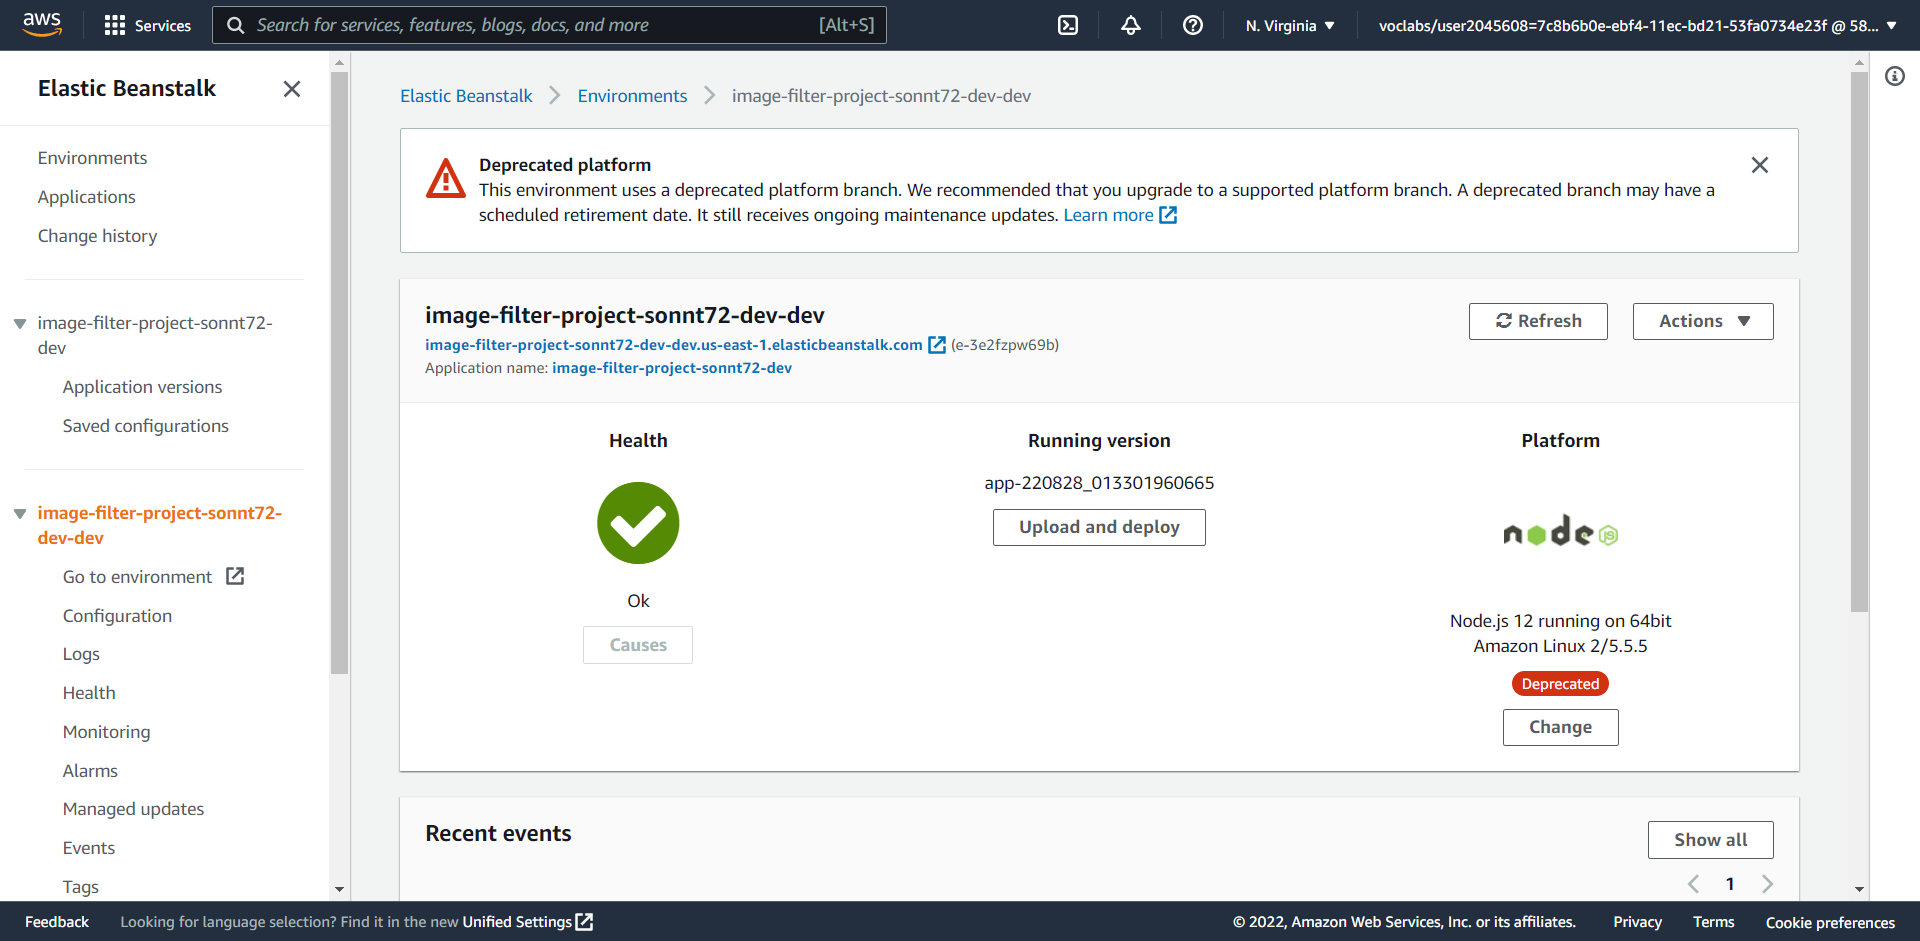 aws
Services
Search for services, features, blogs, docs, and more
[Alt+S]
N. Virginia
voclabs/user2045608=7c8b6b0e-ebf4-11ec-bd21-53fa0734e23f @ 58...
Elastic Beanstalk
Environments
Applications
Change history
image-filter-project-sonnt72-
dev
Application versions
Saved configurations
image-filter-project-sonnt72-
dev-dev
Go to environment
Configuration
Logs
Health
Monitoring
Alarms
Managed updates
Events
Tags
Elastic Beanstalk
Environments
image-filter-project-sonnt72-dev-dev
Deprecated platform
This environment uses a deprecated platform branch. We recommended that you upgrade to a supported platform branch. A deprecated branch may have a
scheduled retirement date. It still receives ongoing maintenance updates. Learn more
image-filter-project-sonnt72-dev-dev
image-filter-project-sonnt72-dev-dev.us-east-1.elasticbeanstalk.com (e-3e2fzpw69b)
Application name: image-filter-project-sonnt72-dev
Refresh
Actions
Health
Ok
Causes
Running version
app-220828_013301960665
Upload and deploy
Platform
node
JS
Node.js 12 running on 64bit
Amazon Linux 2/5.5.5
Deprecated
Change
Recent events
Show all
1
Feedback
Looking for language selection? Find it in the new Unified Settings
© 2022, Amazon Web Services, Inc. or its affiliates.
Privacy
Terms
Cookie preferences